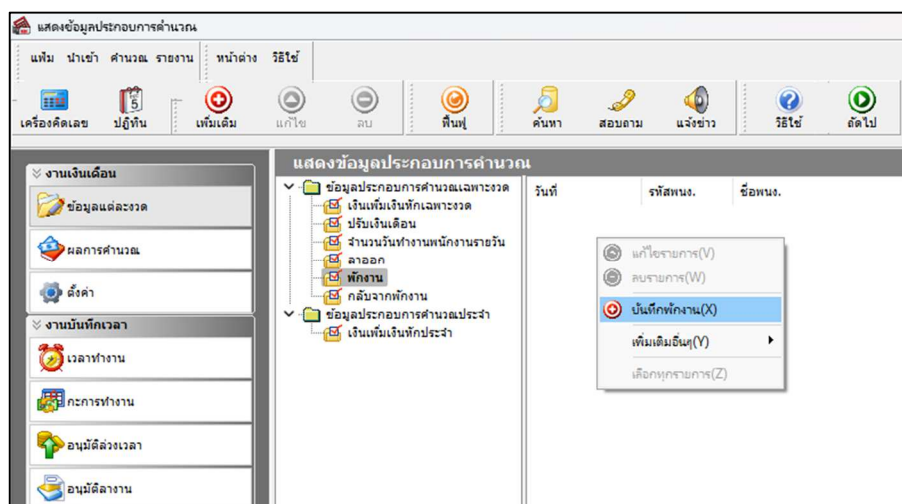 แสดงข้อมูลประกอบการคำนวณ
แฟ้ม นำเข้า คำนวณ รายงาน หน้าต่าง วิธีใช้
เครื่องคิดเลข ปฏิทิน เพิ่มเติม แก้ไข ลบ ฟื้นฟู ค้นหา สอบถาม แจ้งข่าว วิธีใช้ ถัดไป
งานเงินเดือน
ข้อมูลแต่ละงวด
ผลการคำนวณ
ตั้งค่า
งานบันทึกเวลา
เวลาทำงาน
กะการทำงาน
อนุมัติล่วงเวลา
อนุมัติลางาน
แสดงข้อมูลประกอบการคำนวณ
ข้อมูลประกอบการคำนวณเฉพาะงวด
เงินเพิ่มเงินหักเฉพาะงวด
ปรับเงินเดือน
จำนวนวันทำงานพนักงานรายวัน
ลาออก
พักงาน
กลับจากพักงาน
ข้อมูลประกอบการคำนวณประจำ
เงินเพิ่มเงินหักประจำ
วันที่ รหัสพนง. ชื่อพนง.
แก้ไขรายการ(V)
ลบรายการ(W)
บันทึกพักงาน(X)
เพิ่มเติมอื่นๆ(Y)
เลือกทุกรายการ(Z)